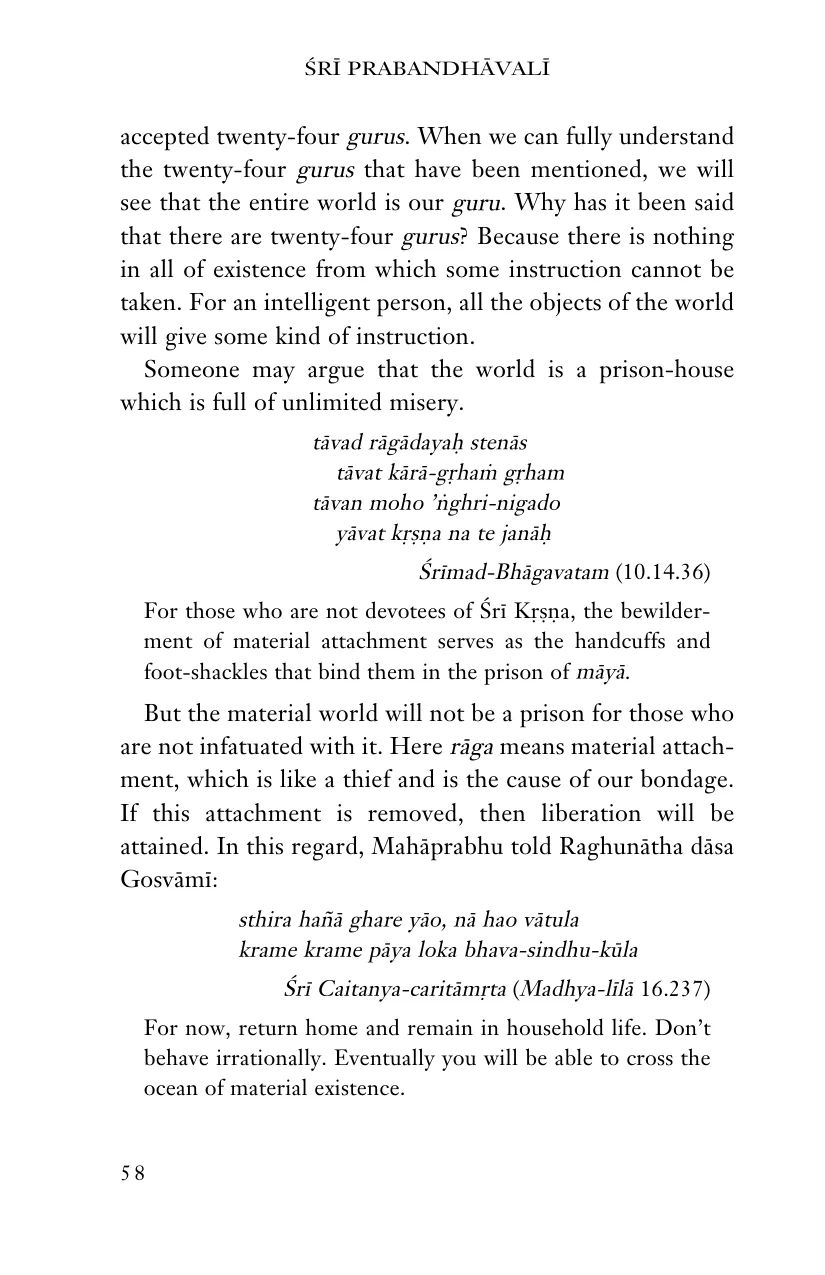 ŚRĪ PRABANDHĀVALĪ
accepted twenty-four gurus. When we can fully understand
the twenty-four gurus that have been mentioned, we will
see that the entire world is our guru. Why has it been said
that there are twenty-four gurus? Because there is nothing
in all of existence from which some instruction cannot be
taken. For an intelligent person, all the objects of the world
will give some kind of instruction.
Someone may argue that the world is a prison-house
which is full of unlimited misery.
tāvad rāgādayaḥ stenās
tāvat kārā-gṛhaṁ gṛham
tāvan moho ’ṅghri-nigado
yāvat kṛṣṇa na te janāḥ
Śrīmad-Bhāgavatam (10.14.36)
For those who are not devotees of Śrī Kṛṣṇa, the bewilder-
ment of material attachment serves as the handcuffs and
foot-shackles that bind them in the prison of māyā.
But the material world will not be a prison for those who
are not infatuated with it. Here rāga means material attach-
ment, which is like a thief and is the cause of our bondage.
If this attachment is removed, then liberation will be
attained. In this regard, Mahāprabhu told Raghunātha dāsa
Gosvāmī:
sthira hañā ghare yāo, nā hao vātula
krame krame pāya loka bhava-sindhu-kūla
Śrī Caitanya-caritāmṛta (Madhya-līlā 16.237)
For now, return home and remain in household life. Don’t
behave irrationally. Eventually you will be able to cross the
ocean of material existence.
58